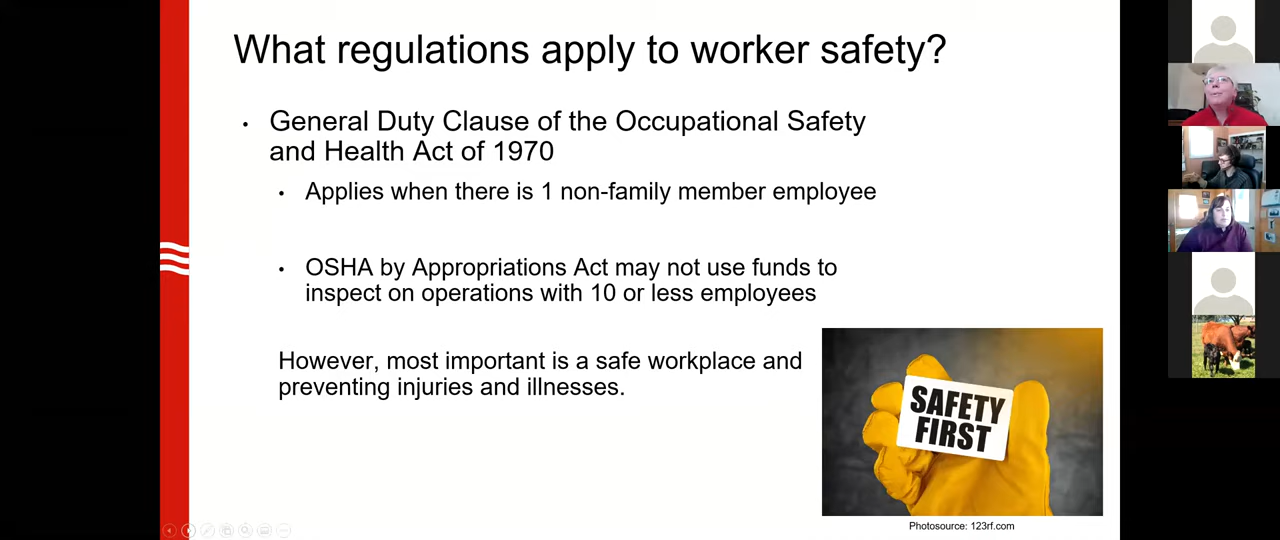 What regulations apply to worker safety?
• General Duty Clause of the Occupational Safety
and Health Act of 1970
• Applies when there is 1 non-family member employee
• OSHA by Appropriations Act may not use funds to
inspect on operations with 10 or less employees
However, most important is a safe workplace and
preventing injuries and illnesses.
SAFETY
FIRST
Photosource: 123rf.com